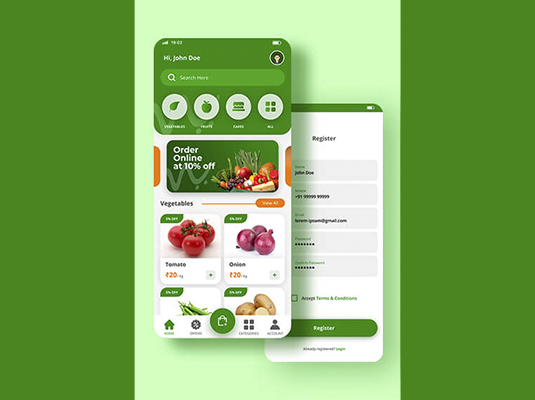 19:02
Hi, John Doe
Search Here
VEGETABLES
FRUITS
CAKES
ALL
Order
Online
at 10% off
Vegetables
View All
5% OFF
5% OFF
Tomato
Onion
₹20/Kg
+
₹20/Kg
+
5% OFF
5% OFF
HOME
OFFERS
CATEGORIES
ACCOUNT
Register
Name
John Doe
Mobile
+91 99999 99999
Email
lorem ipsam@gmail.com
Password
Confirm Password
Accept Terms & Conditions
Register
Already registered? Login